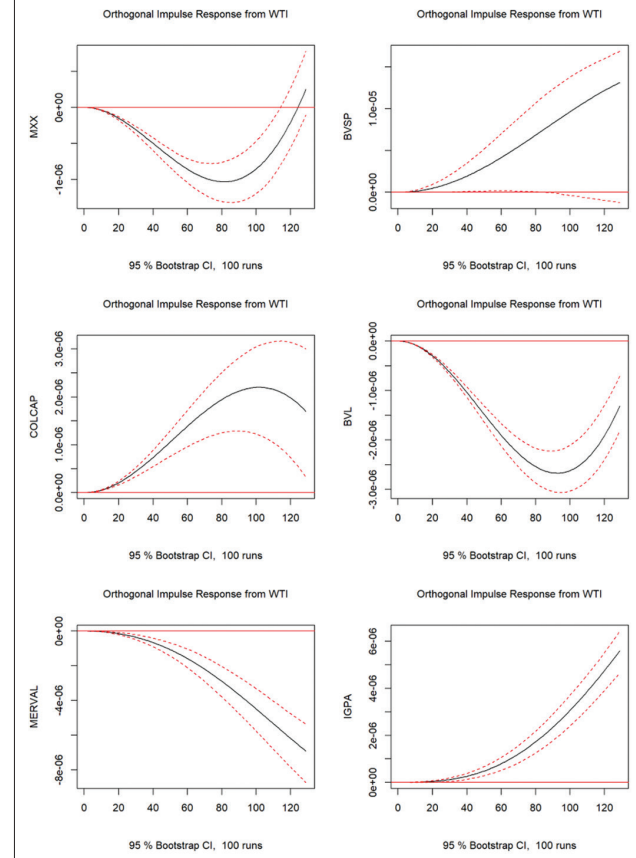 Orthogonal Impulse Response from WTI
MXX
0e+00
-1e-06
0 20 40 60 80 100 120
95 % Bootstrap CI, 100 runs
Orthogonal Impulse Response from WTI
BVSP
1.0e-05
0.0e+00
0 20 40 60 80 100 120
95 % Bootstrap CI, 100 runs
Orthogonal Impulse Response from WTI
COLCAP
3.0e-06
2.0e-06
1.0e-06
0.0e+00
0 20 40 60 80 100 120
95 % Bootstrap CI, 100 runs
Orthogonal Impulse Response from WTI
BVL
0.0e+00
-1.0e-06
-2.0e-06
-3.0e-06
0 20 40 60 80 100 120
95 % Bootstrap CI, 100 runs
Orthogonal Impulse Response from WTI
MERVAL
0e+00
-4e-06
-8e-06
0 20 40 60 80 100 120
95 % Bootstrap CI, 100 runs
Orthogonal Impulse Response from WTI
IGPA
6e-06
4e-06
2e-06
0e+00
0 20 40 60 80 100 120
95 % Bootstrap CI, 100 runs